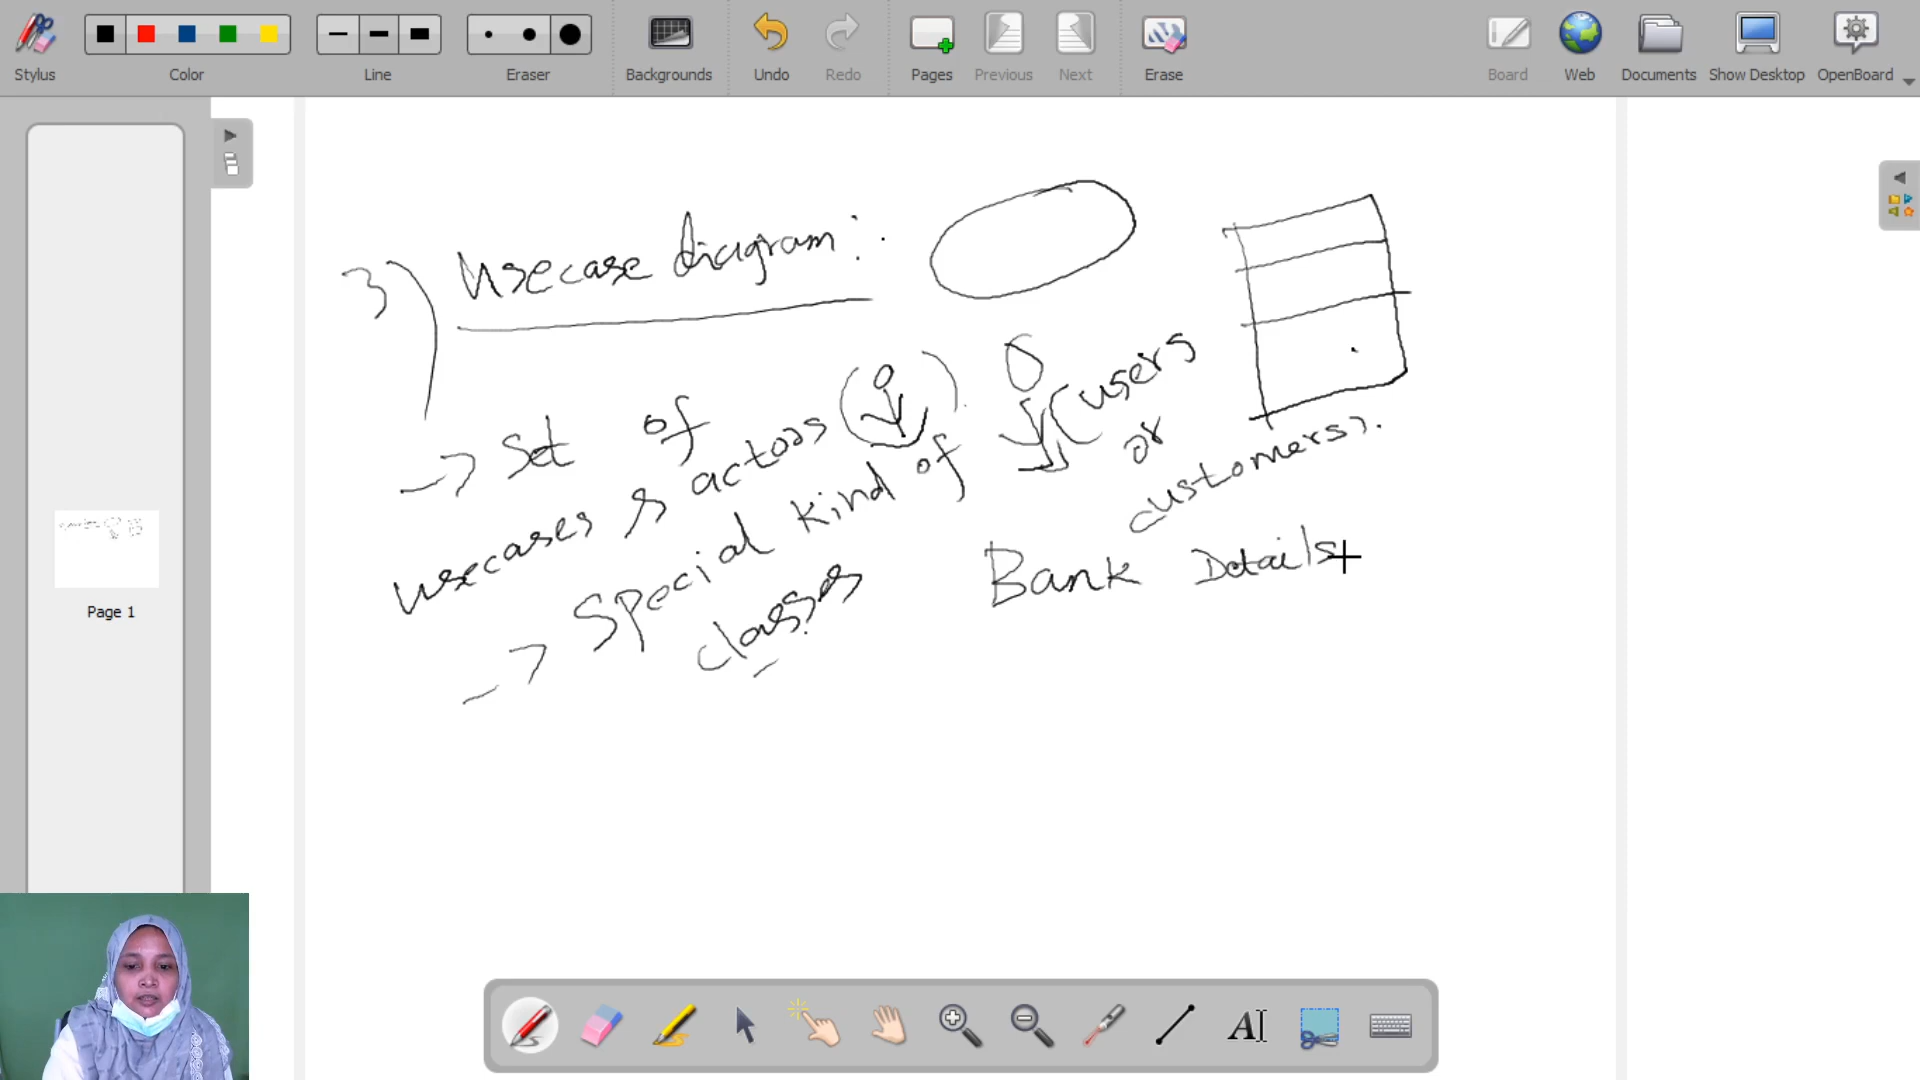 Stylus
Color
Line
Eraser
Backgrounds
Undo
Redo
Pages
Previous
Next
Erase
Board
Web
Documents
Show Desktop
OpenBoard
Page 1
3) Usecase diagram :
-> Set of
usecases & actors ( ) (users
or
customers).
-> Special kind of
classes
Bank Details
AI